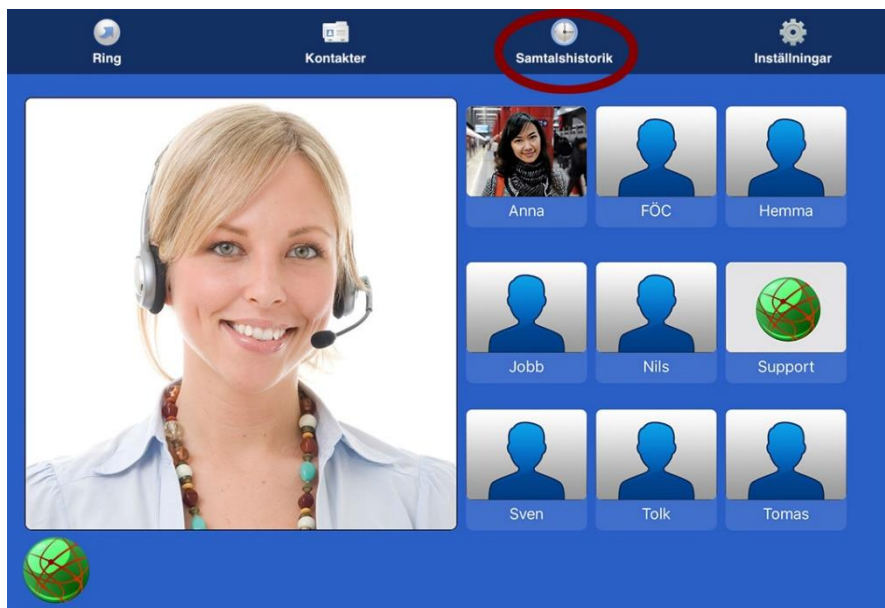 Ring
Kontakter
Samtalshistorik
Inställningar
Anna
FÖC
Hemma
Jobb
Nils
Support
Sven
Tolk
Tomas